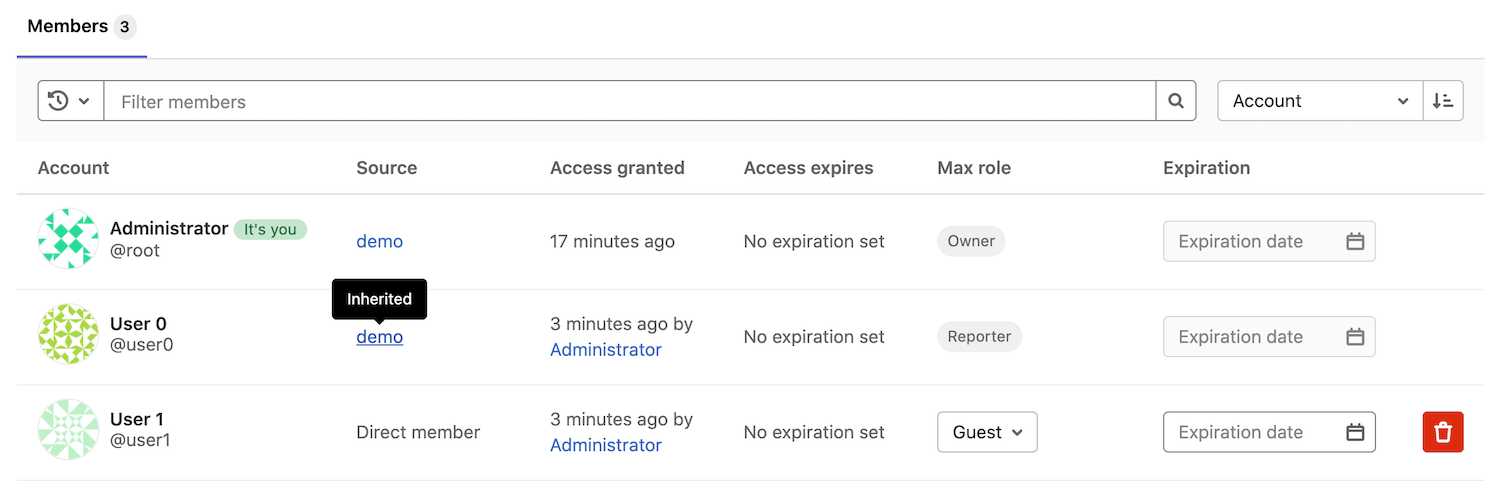 Members 3
Filter members
Account
Account Source Access granted Access expires Max role Expiration
Administrator It's you
@root
demo
17 minutes ago
No expiration set
Owner
Expiration date
Inherited
User 0
@user0
demo
3 minutes ago by
Administrator
No expiration set
Reporter
Expiration date
User 1
@user1
Direct member
3 minutes ago by
Administrator
No expiration set
Guest
Expiration date